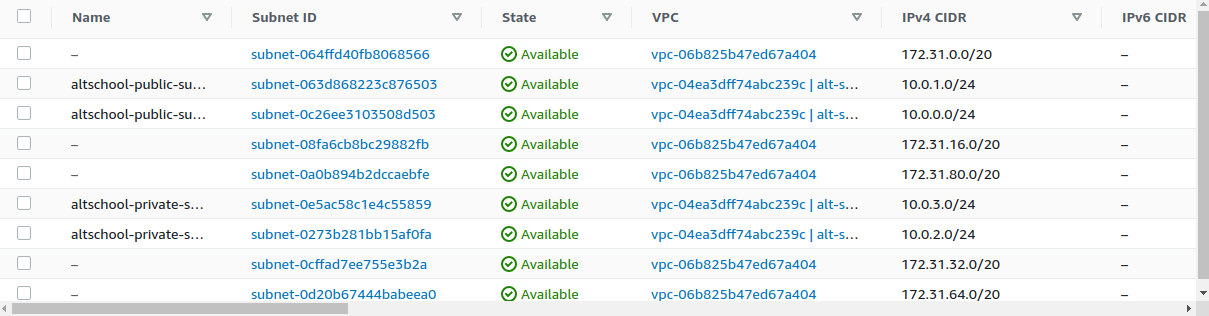 Name Subnet ID State VPC IPv4 CIDR IPv6 CIDR
– subnet-064ffd40fb8068566 Available vpc-06b825b47ed67a404 172.31.0.0/20 –
altschool-public-su... subnet-063d868223c876503 Available vpc-04ea3dff74abc239c | alt-s... 10.0.1.0/24 –
altschool-public-su... subnet-0c26ee3103508d503 Available vpc-04ea3dff74abc239c | alt-s... 10.0.0.0/24 –
– subnet-08fa6cb8bc29882fb Available vpc-06b825b47ed67a404 172.31.16.0/20 –
– subnet-0a0b894b2dccaebfe Available vpc-06b825b47ed67a404 172.31.80.0/20 –
altschool-private-s... subnet-0e5ac58c1e4c55859 Available vpc-04ea3dff74abc239c | alt-s... 10.0.3.0/24 –
altschool-private-s... subnet-0273b281bb15af0fa Available vpc-04ea3dff74abc239c | alt-s... 10.0.2.0/24 –
– subnet-0cffad7ee755e3b2a Available vpc-06b825b47ed67a404 172.31.32.0/20 –
– subnet-0d20b67444babeea0 Available vpc-06b825b47ed67a404 172.31.64.0/20 –